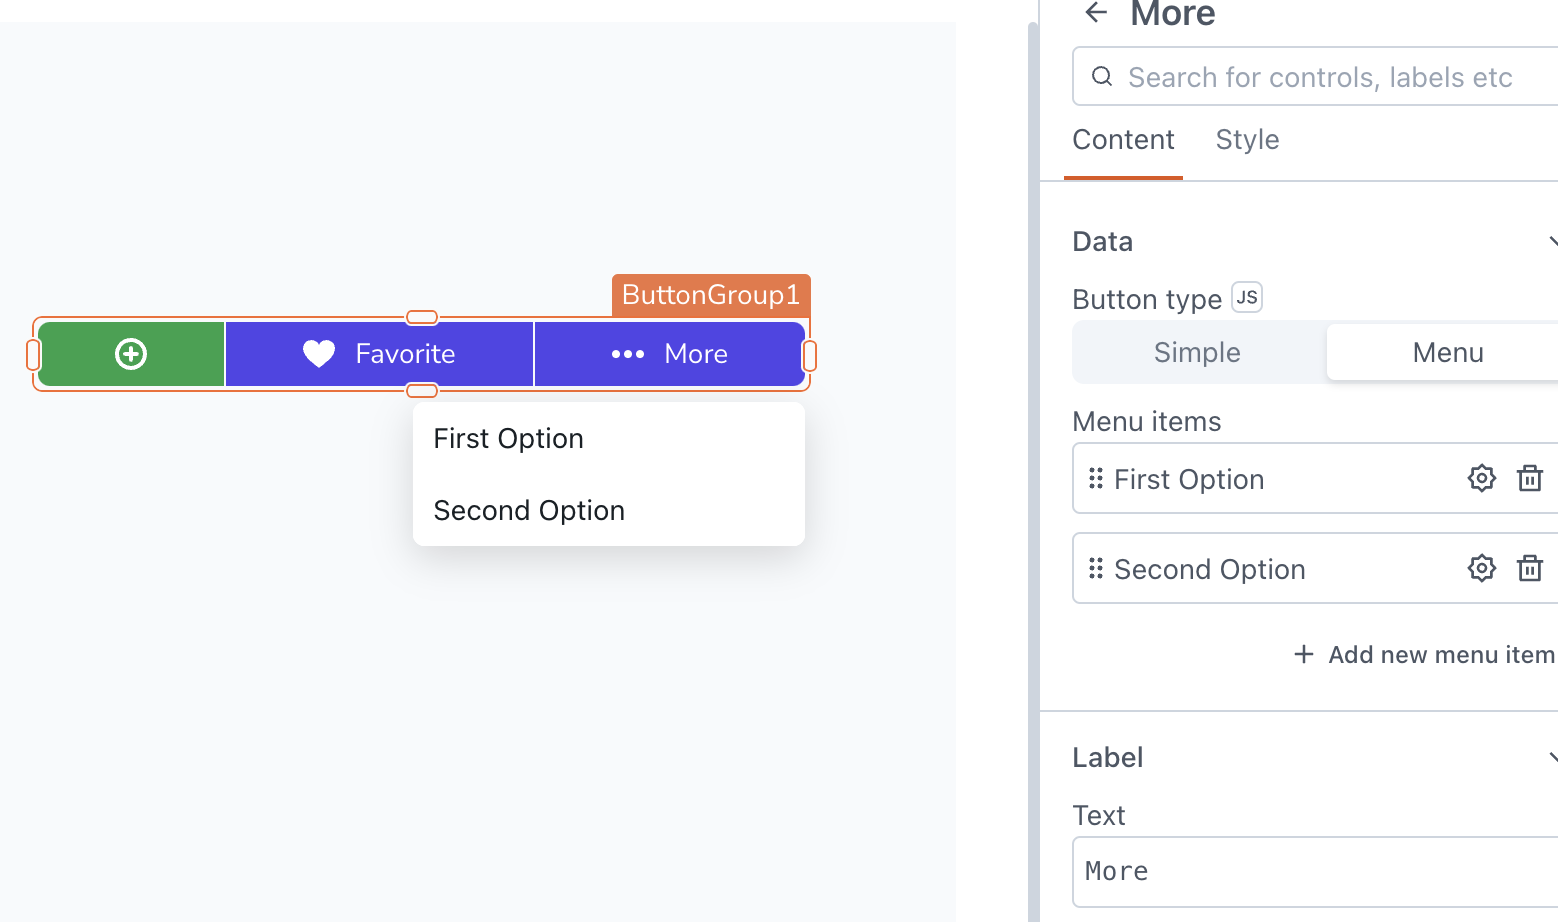 More
Search for controls, labels etc
Content Style
Data
Button type JS
Simple Menu
Menu items
First Option
Second Option
Add new menu item
Label
Text
More
ButtonGroup1
Favorite More
First Option
Second Option